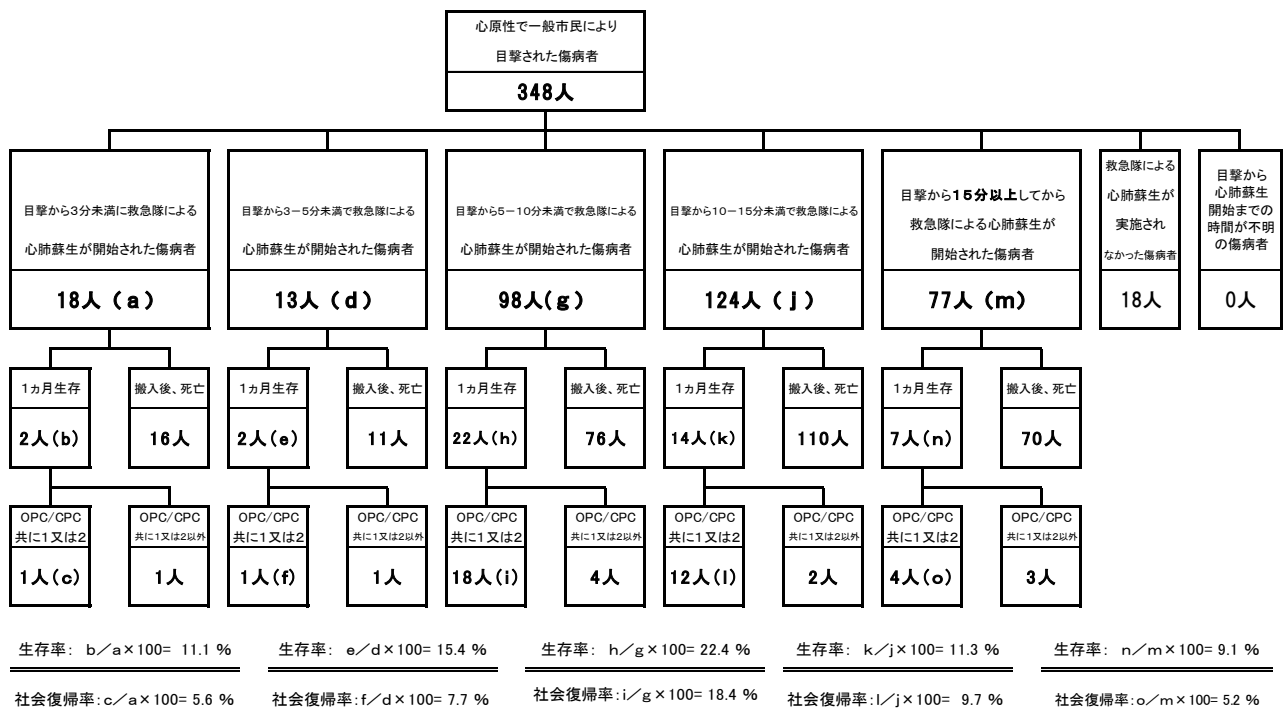 心原性で一般市民により
目撃された傷病者
348人
目撃から3分未満に救急隊による
心肺蘇生が開始された傷病者
18人（a）
目撃から3－5分未満で救急隊による
心肺蘇生が開始された傷病者
13人（d）
目撃から5－10分未満で救急隊による
心肺蘇生が開始された傷病者
98人(g)
目撃から10－15分未満で救急隊による
心肺蘇生が開始された傷病者
124人（j）
目撃から15分以上してから
救急隊による心肺蘇生が
開始された傷病者
77人（m）
救急隊による
心肺蘇生が
実施され
なかった傷病者
18人
目撃から
心肺蘇生
開始までの
時間が不明
の傷病者
0人
1ヵ月生存
2人(b)
搬入後、死亡
16人
1ヵ月生存
2人(e)
搬入後、死亡
11人
1ヵ月生存
22人(h)
搬入後、死亡
76人
1ヵ月生存
14人(k)
搬入後、死亡
110人
1ヵ月生存
7人(n)
搬入後、死亡
70人
OPC/CPC
共に1又は2
1人(c)
OPC/CPC
共に1又は2以外
1人
OPC/CPC
共に1又は2
1人(f)
OPC/CPC
共に1又は2以外
1人
OPC/CPC
共に1又は2
18人(i)
OPC/CPC
共に1又は2以外
4人
OPC/CPC
共に1又は2
12人(l)
OPC/CPC
共に1又は2以外
2人
OPC/CPC
共に1又は2
4人(o)
OPC/CPC
共に1又は2以外
3人
生存率： b／a×100= 11.1 %
社会復帰率：c／a×100= 5.6 %
生存率： e／d×100= 15.4 %
社会復帰率：f／d×100= 7.7 %
生存率： h／g×100= 22.4 %
社会復帰率：i／g×100= 18.4 %
生存率： k／j×100= 11.3 %
社会復帰率：l／j×100= 9.7 %
生存率： n／m×100= 9.1 %
社会復帰率：o／m×100= 5.2 %